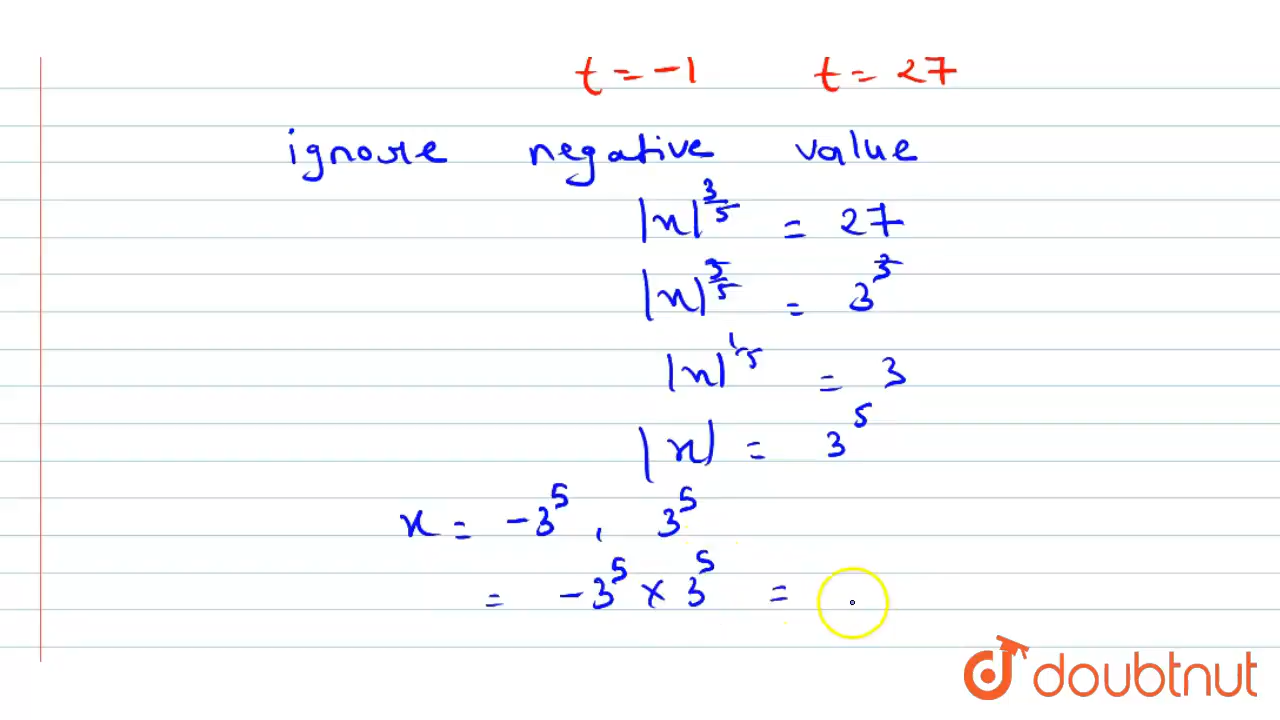 t = -1 t = 27
ignore negative value
|x|^{3/5} = 27
|x|^{3/5} = 3^3
|x|^{1/5} = 3
|x| = 3^5
x = -3^5 , 3^5
= -3^5 × 3^5 =
doubtnut